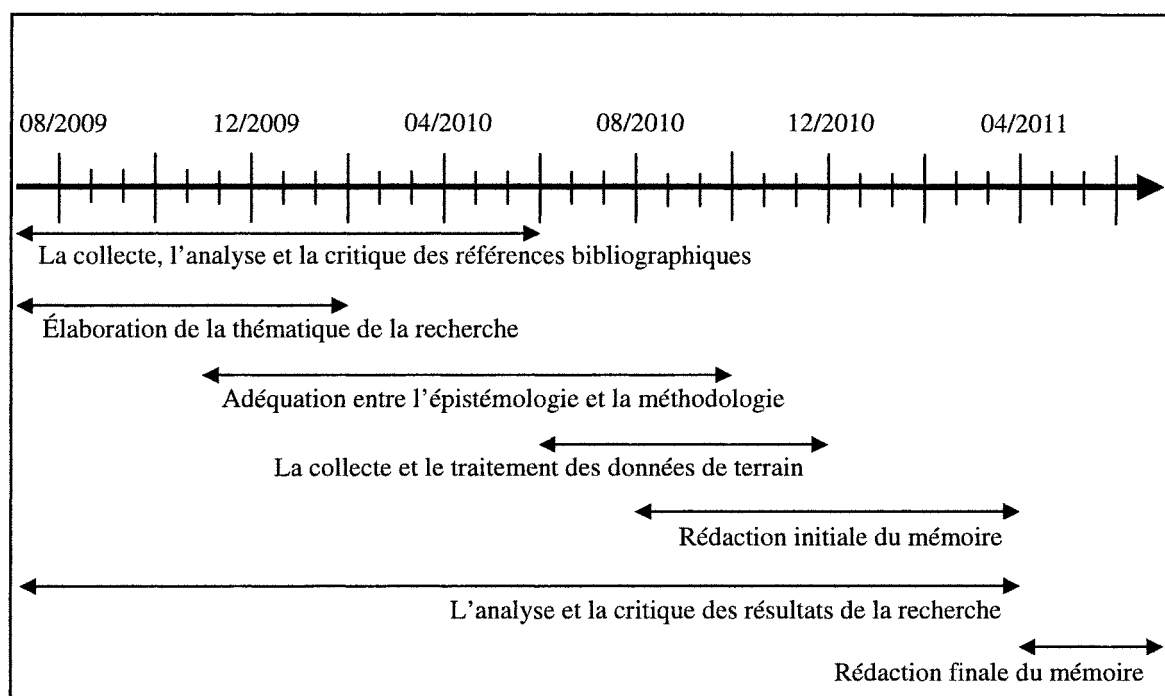 08/2009 12/2009 04/2010 08/2010 12/2010 04/2011
La collecte, l’analyse et la critique des références bibliographiques
Élaboration de la thématique de la recherche
Adéquation entre l’épistémologie et la méthodologie
La collecte et le traitement des données de terrain
Rédaction initiale du mémoire
L’analyse et la critique des résultats de la recherche
Rédaction finale du mémoire